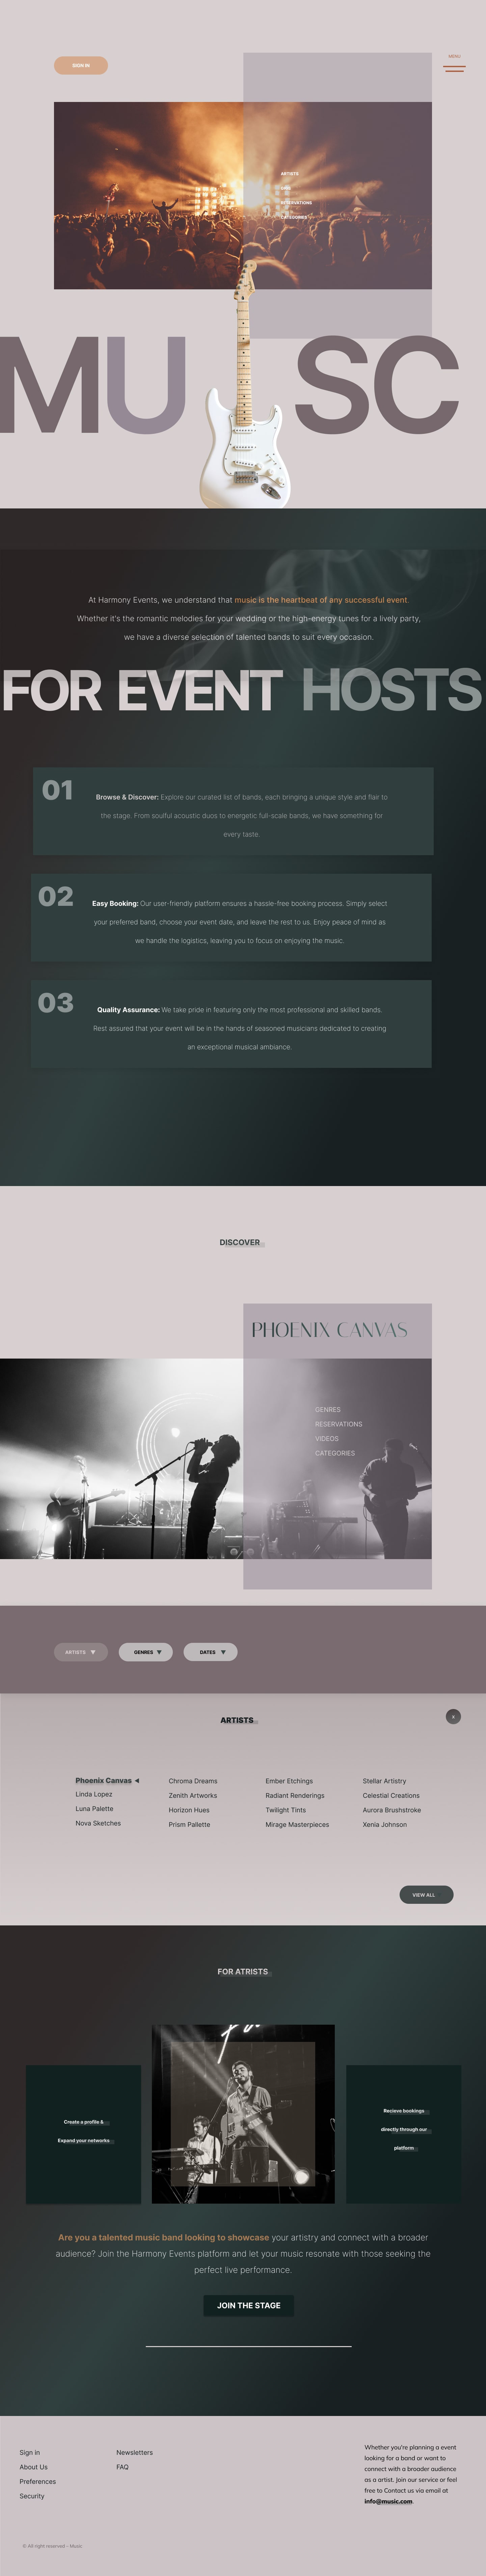 SIGN IN
MENU
ARTISTS
RESERVATIONS
CATEGORIES
MU SC
At Harmony Events, we understand that music is the heartbeat of any successful event.
Whether it's the romantic melodies for your wedding or the high-energy tunes for a lively party,
we have a diverse selection of talented bands to suit every occasion.
FOR EVENT HOSTS
01
Browse & Discover: Explore our curated list of bands, each bringing a unique style and flair to
the stage. From soulful acoustic duos to energetic full-scale bands, we have something for
every taste.
02
Easy Booking: Our user-friendly platform ensures a hassle-free booking process. Simply select
your preferred band, choose your event date, and leave the rest to us. Enjoy peace of mind as
we handle the logistics, leaving you to focus on enjoying the music.
03
Quality Assurance: We take pride in featuring only the most professional and skilled bands.
Rest assured that your event will be in the hands of seasoned musicians dedicated to creating
an exceptional musical ambiance.
DISCOVER
PHOENIX CANVAS
GENRES
RESERVATIONS
VIDEOS
CATEGORIES
ARTISTS ▼
GENRES ▼
DATES ▼
ARTISTS
x
Phoenix Canvas ◀
Linda Lopez
Luna Palette
Nova Sketches
Chroma Dreams
Zenith Artworks
Horizon Hues
Prism Pallette
Ember Etchings
Radiant Renderings
Twilight Tints
Mirage Masterpieces
Stellar Artistry
Celestial Creations
Aurora Brushstroke
Xenia Johnson
VIEW ALL
FOR ATRISTS
Create a profile &
Expand your networks
Recieve bookings
directly through our
platform
Are you a talented music band looking to showcase your artistry and connect with a broader
audience? Join the Harmony Events platform and let your music resonate with those seeking the
perfect live performance.
JOIN THE STAGE
Sign in
About Us
Preferences
Security
Newsletters
FAQ
Whether you're planning a event
looking for a band or want to
connect with a broader audience
as a artist. Join our service or feel
free to Contact us via email at
info@music.com.
© All right reserved – Music